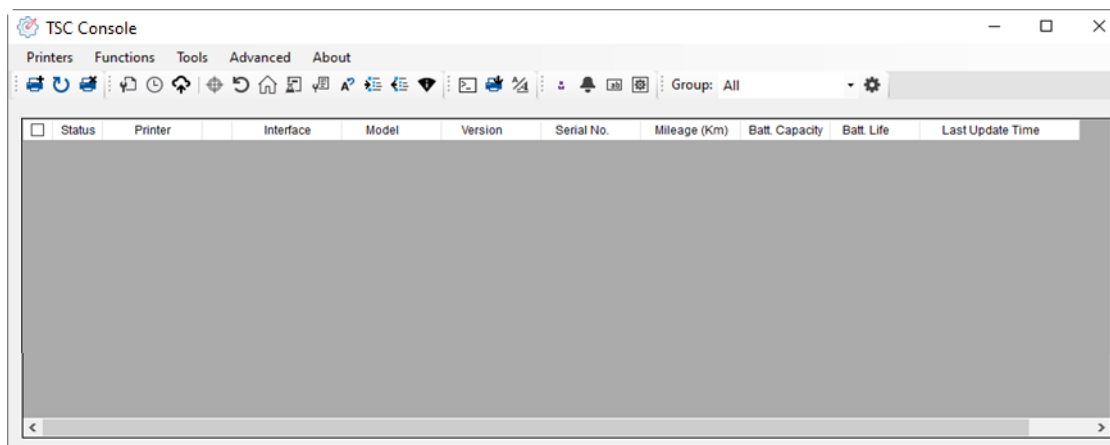 TSC Console
Printers Functions Tools Advanced About
Group: All
Status Printer Interface Model Version Serial No. Mileage (Km) Batt. Capacity Batt. Life Last Update Time